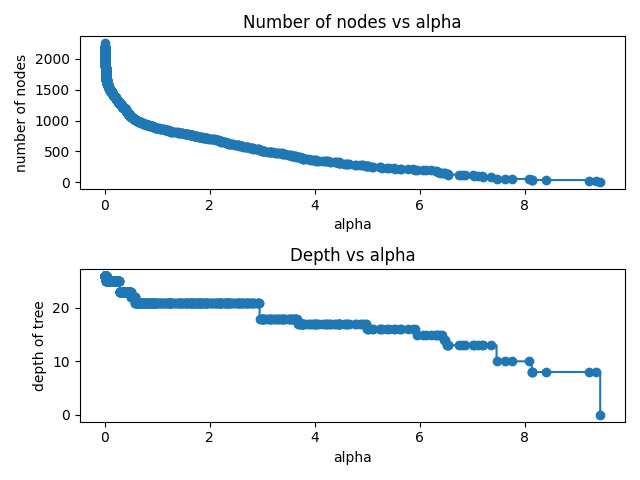 Number of nodes vs alpha
number of nodes
2000
1500
1000
500
0
0 2 4 6 8
alpha
Depth vs alpha
depth of tree
20
10
0
0 2 4 6 8
alpha